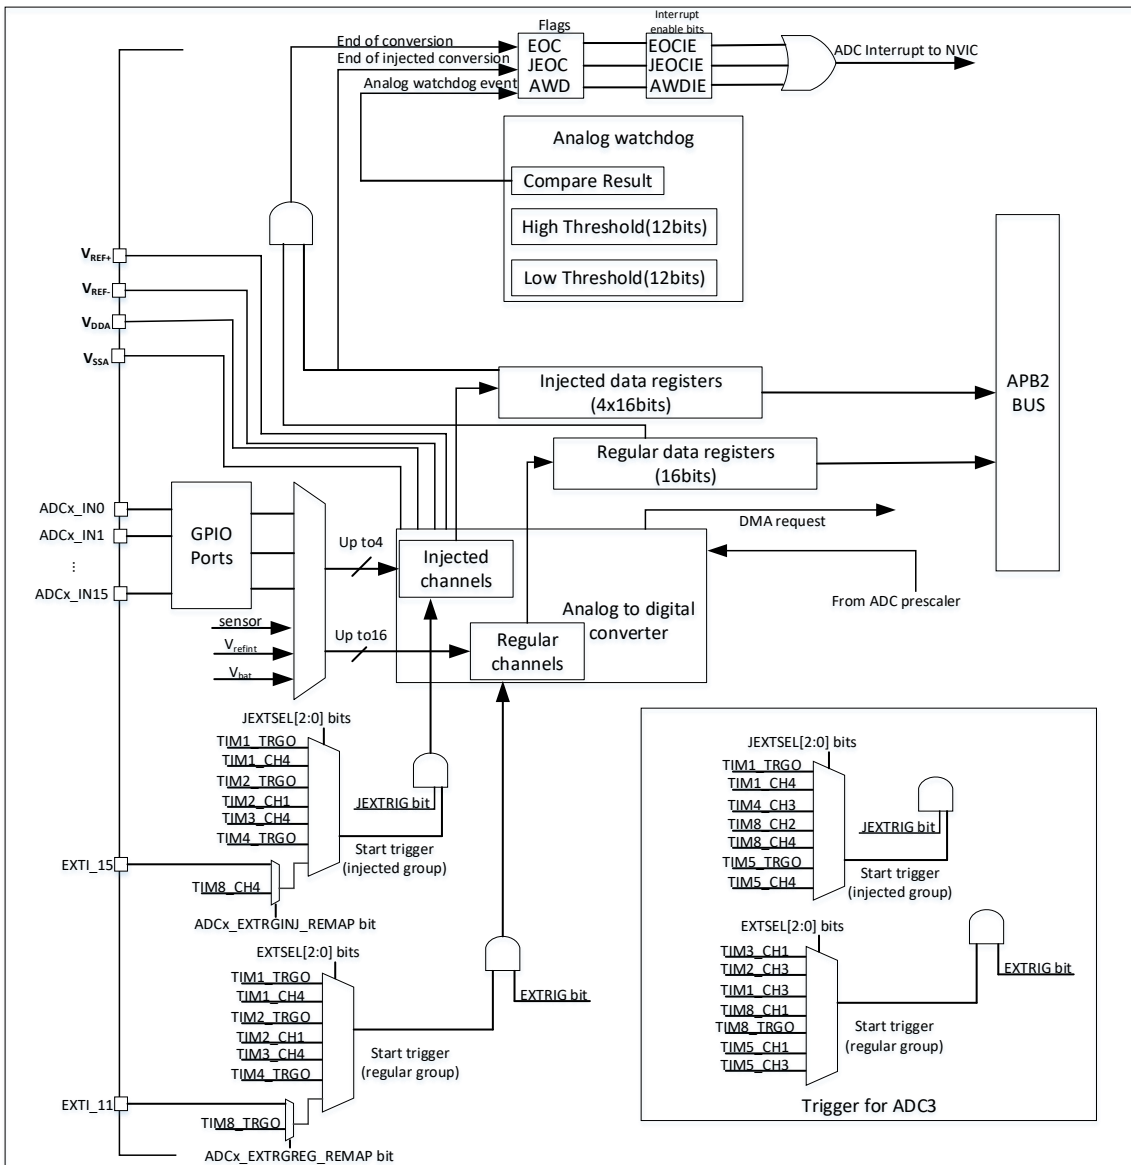 Flags
Interrupt
enable bits
End of conversion
EOC
EOCIE
ADC Interrupt to NVIC
End of injected conversion
JEOC
JEOCIE
Analog watchdog event
AWD
AWDIE
Analog watchdog
Compare Result
High Threshold(12bits)
Low Threshold(12bits)
VREF+
VREF-
VDDA
VSSA
Injected data registers
(4x16bits)
Regular data registers
(16bits)
APB2
BUS
DMA request
From ADC prescaler
ADCx_IN0
ADCx_IN1
...
ADCx_IN15
GPIO
Ports
sensor
Vrefint
Vbat
Up to4
Up to16
Injected
channels
Analog to digital
converter
Regular
channels
JEXTSEL[2:0] bits
TIM1_TRGO
TIM1_CH4
TIM2_TRGO
TIM2_CH1
TIM3_CH4
TIM4_TRGO
JEXTRIG bit
Start trigger
(injected group)
EXTI_15
TIM8_CH4
ADCx_EXTRGINJ_REMAP bit
EXTSEL[2:0] bits
TIM1_TRGO
TIM1_CH4
TIM2_TRGO
TIM2_CH1
TIM3_CH4
TIM4_TRGO
EXTRIG bit
Start trigger
(regular group)
EXTI_11
TIM8_TRGO
ADCx_EXTRGREG_REMAP bit
JEXTSEL[2:0] bits
TIM1_TRGO
TIM1_CH4
TIM4_CH3
TIM8_CH2
TIM8_CH4
TIM5_TRGO
TIM5_CH4
JEXTRIG bit
Start trigger
(injected group)
EXTSEL[2:0] bits
TIM3_CH1
TIM2_CH3
TIM1_CH3
TIM8_CH1
TIM8_TRGO
TIM5_CH1
TIM5_CH3
EXTRIG bit
Start trigger
(regular group)
Trigger for ADC3